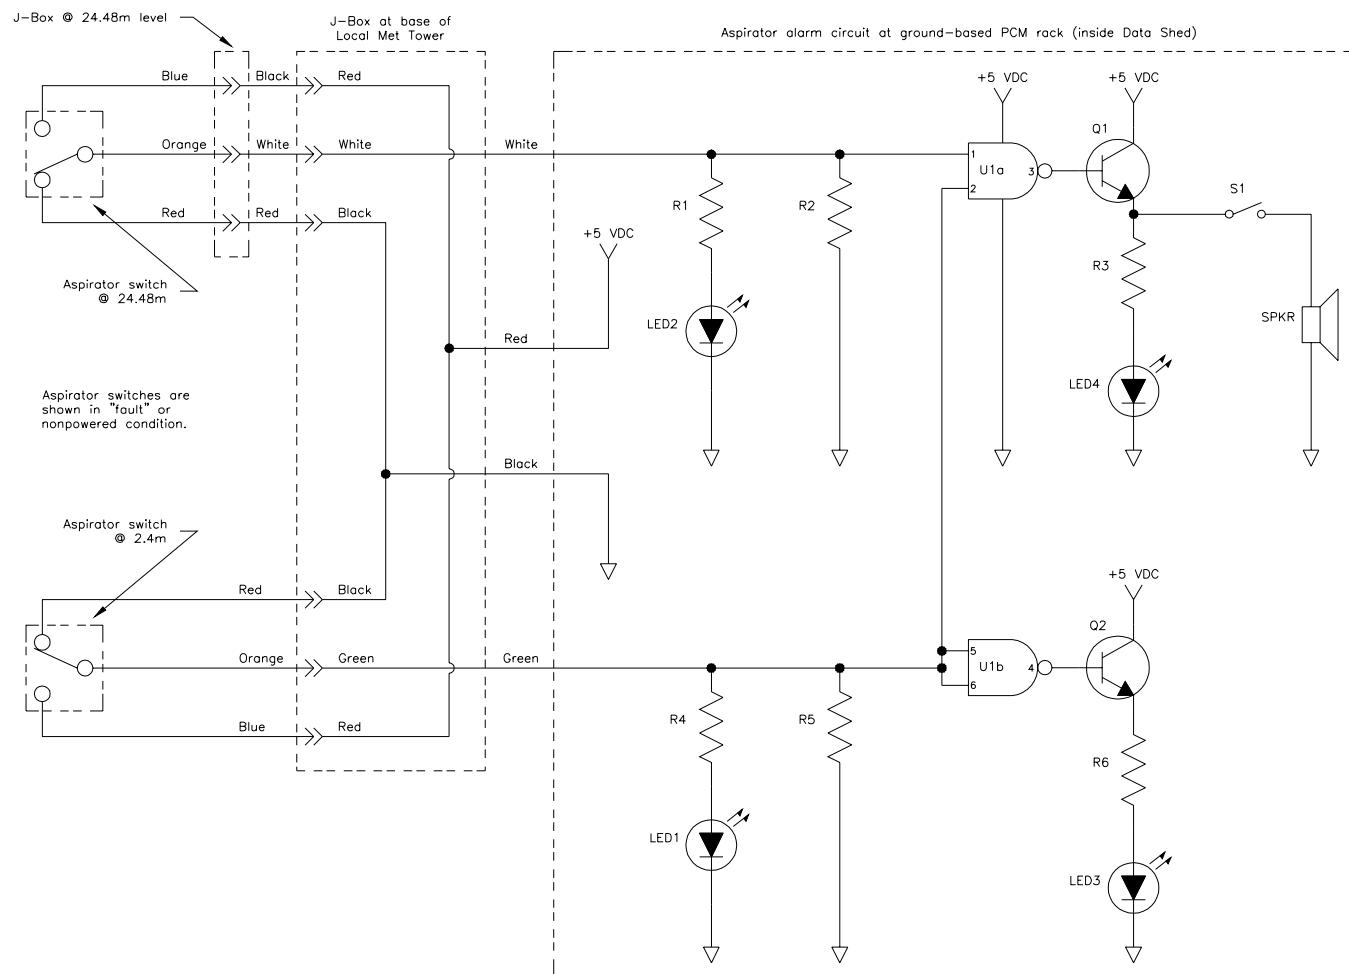 J-Box @ 24.48m level
J-Box at base of
Local Met Tower
Aspirator alarm circuit at ground-based PCM rack (inside Data Shed)
Blue
Black
Red
+5 VDC
+5 VDC
Q1
Orange
White
White
White
1
2
U1a
3
S1
Red
Red
Black
R1
R2
+5 VDC
R3
Aspirator switch
@ 24.48m
LED2
SPKR
Red
LED4
Aspirator switches are
shown in "fault" or
nonpowered condition.
Black
Aspirator switch
@ 2.4m
Red
Black
+5 VDC
Q2
Orange
Green
Green
5
6
U1b
4
Blue
Red
R4
R5
R6
LED1
LED3